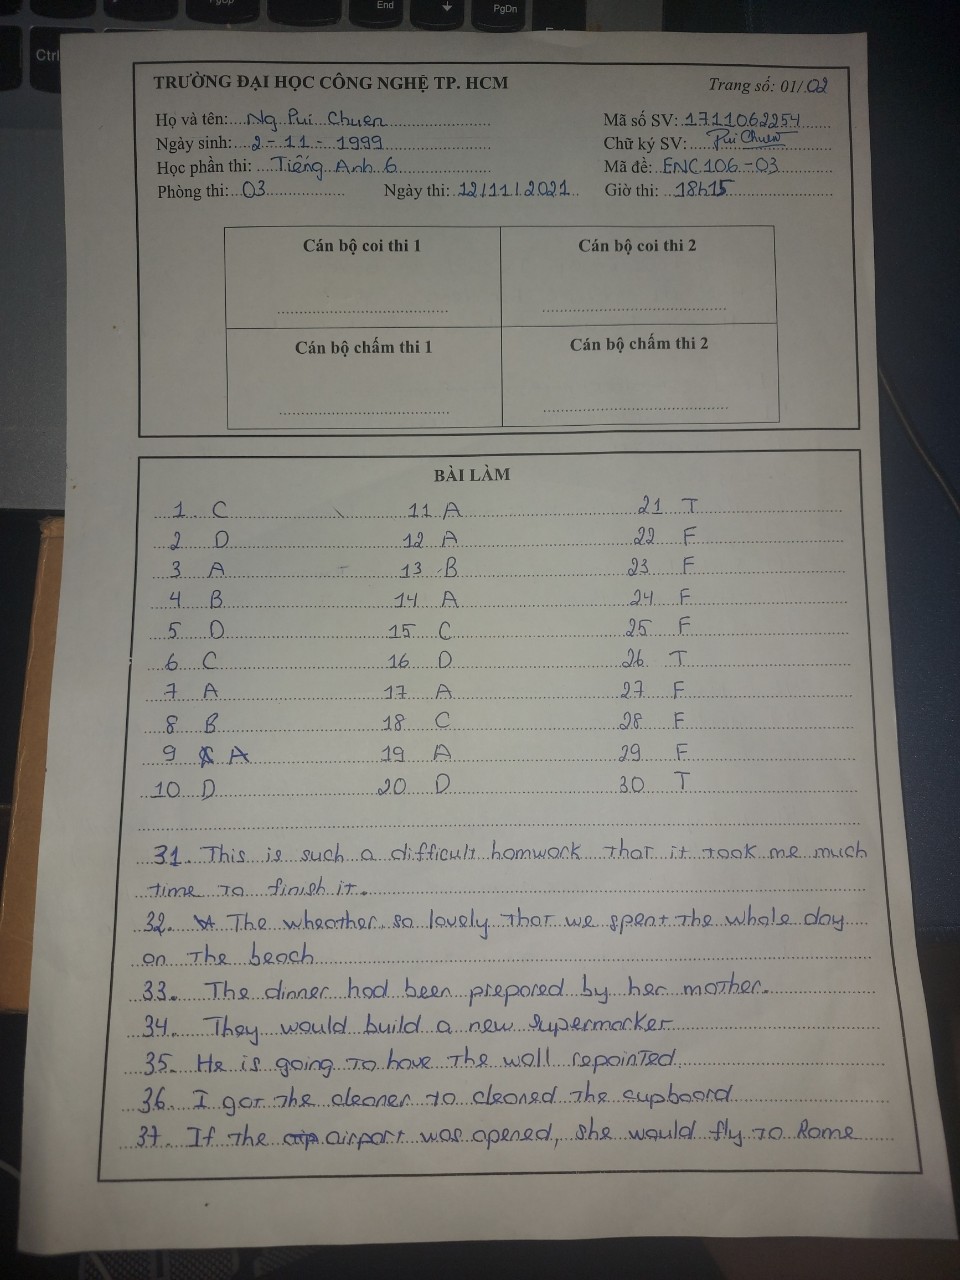 End
PgDn
Ctrl
TRƯỜNG ĐẠI HỌC CÔNG NGHỆ TP. HCM
Trang số: 01/02
Họ và tên: Ng Pui Chuen
Mã số SV: 1711062254
Ngày sinh: 2-11-1999
Chữ ký SV: Pui Chuen
Học phần thi: Tiếng Anh 6
Mã đề: ENC106-03
Phòng thi: 03
Ngày thi: 12/11/2021
Giờ thi: 18h15
Cán bộ coi thi 1
Cán bộ coi thi 2
Cán bộ chấm thi 1
Cán bộ chấm thi 2
BÀI LÀM
1 C 11 A 21 T
2 D 12 A 22 F
3 A 13 B 23 F
4 B 14 A 24 F
5 D 15 C 25 F
6 C 16 D 26 T
7 A 17 A 27 F
8 B 18 C 28 F
9 A 19 A 29 F
10 D 20 D 30 T
31. This is such a difficult homwork that it took me much
time to finish it.
32. The wheather so lovely that we spent the whole day
on the beach
33. The dinner had been prepared by her mother.
34. They would build a new supermarker
35. He is going to have the wall repainted
36. I got the cleaner to cleaned the cupboard
37. If the airport was opened, she would fly to Rome